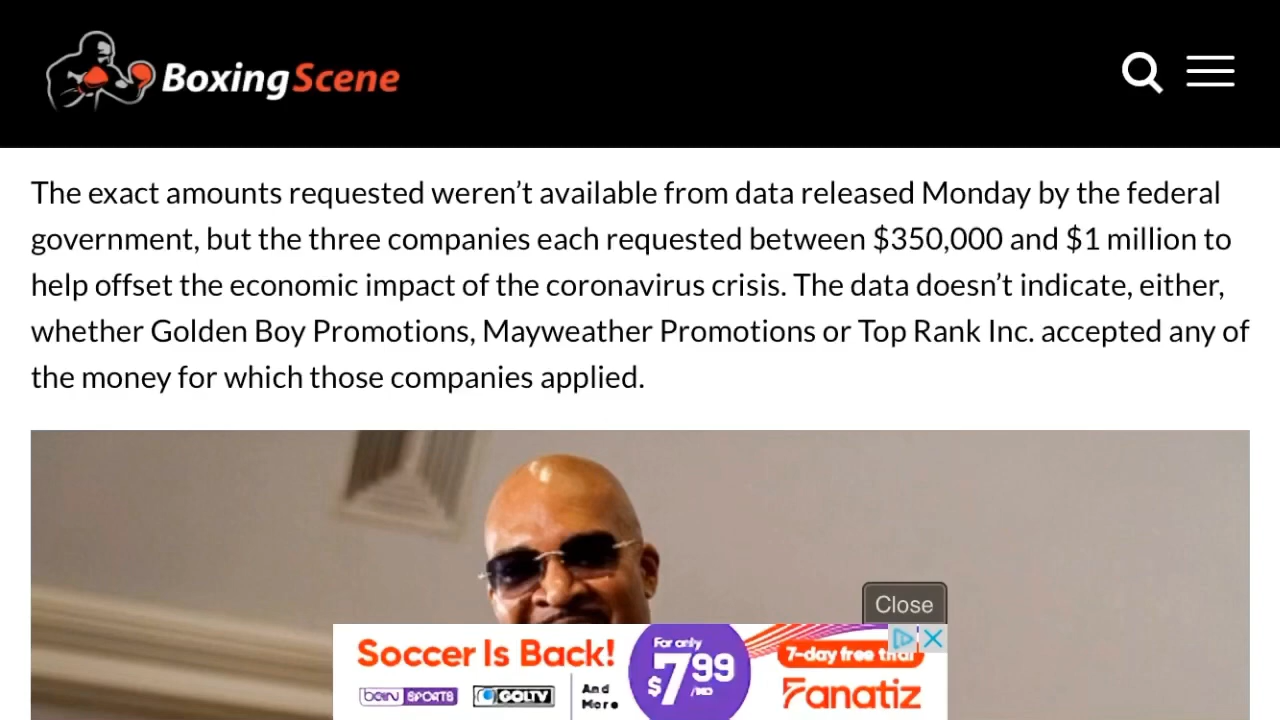 BoxingScene
The exact amounts requested weren’t available from data released Monday by the federal
government, but the three companies each requested between $350,000 and $1 million to
help offset the economic impact of the coronavirus crisis. The data doesn’t indicate, either,
whether Golden Boy Promotions, Mayweather Promotions or Top Rank Inc. accepted any of
the money for which those companies applied.
Close
Soccer Is Back!
beIN SPORTS
GOLTV
And
More
For only
$7.99
/MO
7-day free trial
Fanatiz